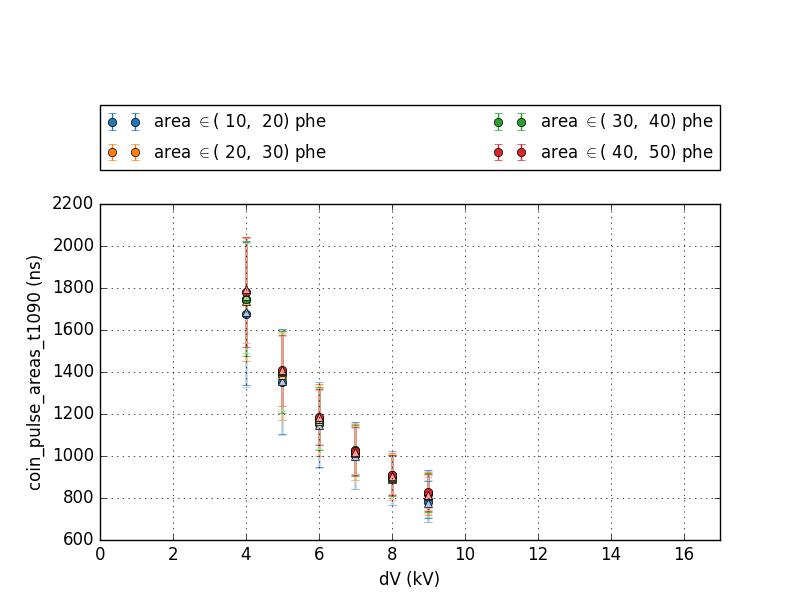 area ∈( 10, 20) phe
area ∈( 20, 30) phe
area ∈( 30, 40) phe
area ∈( 40, 50) phe
coin_pulse_areas_t1090 (ns)
2200
2000
1800
1600
1400
1200
1000
800
600
0 2 4 6 8 10 12 14 16
dV (kV)